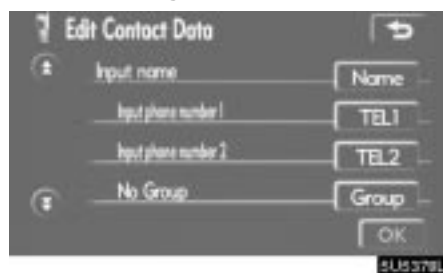 Edit Contact Data
Input name Name
Input phone number 1 TEL1
Input phone number 2 TEL2
No Group Group
OK